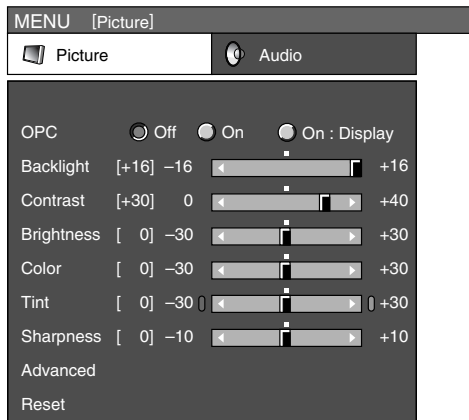 MENU [Picture]
Picture Audio
OPC Off On On : Display
Backlight [+16] –16 +16
Contrast [+30] 0 +40
Brightness [ 0] –30 +30
Color [ 0] –30 +30
Tint [ 0] –30 +30
Sharpness [ 0] –10 +10
Advanced
Reset